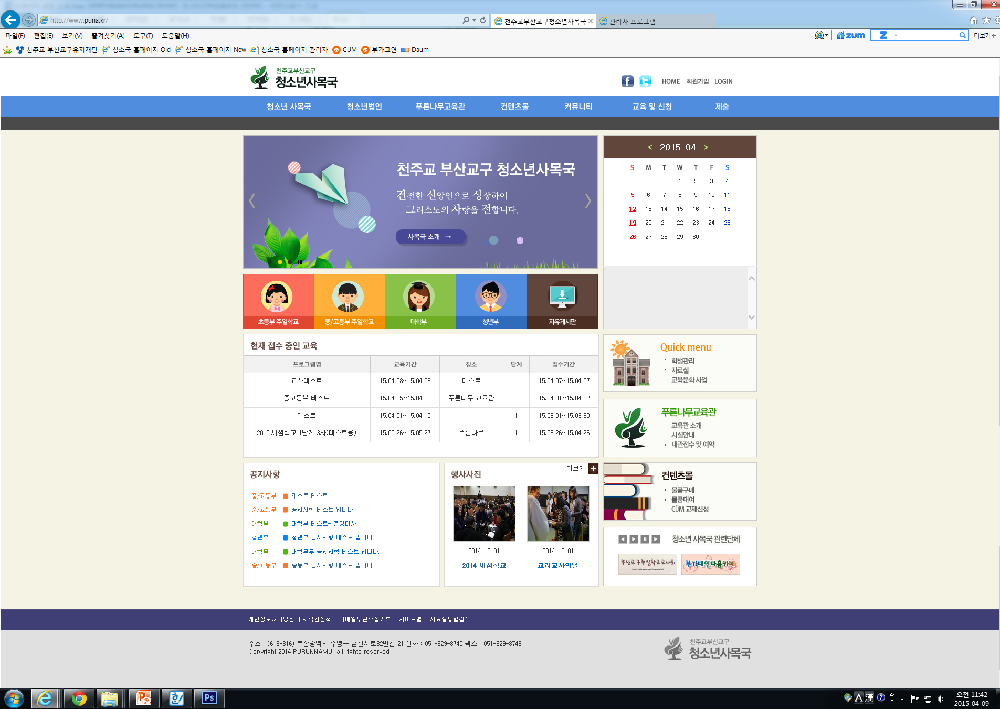 http://www.puna.kr/
천주교부산교구청소년사목국
관리자 프로그램
파일(F) 편집(E) 보기(V) 즐겨찾기(A) 도구(T) 도움말(H)
zum
더보기+
천주교 부산교구유지재단 청소국 홈페이지 Old 청소국 홈페이지 New 청소국 홈페이지 관리자 CUM 부가고연 Daum
천주교부산교구
청소년사목국
HOME 회원가입 LOGIN
청소년 사목국 청소년법인 푸른나무교육관 컨텐츠몰 커뮤니티 교육 및 신청 제출
천주교 부산교구 청소년사목국
건전한 신앙인으로 성장하여
그리스도의 사랑을 전합니다.
사목국 소개 →
< 2015-04 >
S M T W T F S
1 2 3 4
5 6 7 8 9 10 11
12 13 14 15 16 17 18
19 20 21 22 23 24 25
26 27 28 29 30
초등부 주일학교 중/고등부 주일학교 대학부 청년부 자유게시판
현재 접수 중인 교육
프로그램명 교육기간 장소 단계 접수기간
교사테스트 15.04.08~15.04.08 테스트 15.04.07~15.04.07
중고등부 테스트 15.04.05~15.04.06 푸른나무 교육관 15.04.01~15.04.02
테스트 15.04.01~15.04.10 1 15.03.01~15.03.30
2015 새샘학교 1단계 3차(테스트용) 15.05.26~15.05.27 푸른나무 1 15.03.26~15.04.26
Quick menu
학생관리
자료실
교육문화 사업
푸른나무교육관
교육관 소개
시설안내
대관접수 및 예약
공지사항
중/고등부 테스트 테스트
중/고등부 공지사항 테스트 입니다
대학부 대학부 테스트- 종강미사
청년부 청년부 공지사항 테스트 입니다.
대학부 대학부부 공지사항 테스트 입니다.
중/고등부 중등부 공지사항 테스트 입니다.
행사사진
더보기 +
2014-12-01 2014-12-01
2014 새샘학교 교리교사의날
컨텐츠몰
물품구매
물품대여
CÜM 교재신청
청소년 사목국 관련단체
부산교구주일학교교사회
부가대연다음카페
개인정보처리방침 | 저작권정책 | 이메일무단수집거부 | 사이트맵 | 자료실통합검색
주소 : (613-816) 부산광역시 수영구 남천서로32번길 21 전화 : 051-629-8740 팩스 : 051-629-8749
Copyright 2014 PURUNNAMU. all rights reserved
천주교부산교구
청소년사목국
Ps
A 漢
오전 11:42
2015-04-09